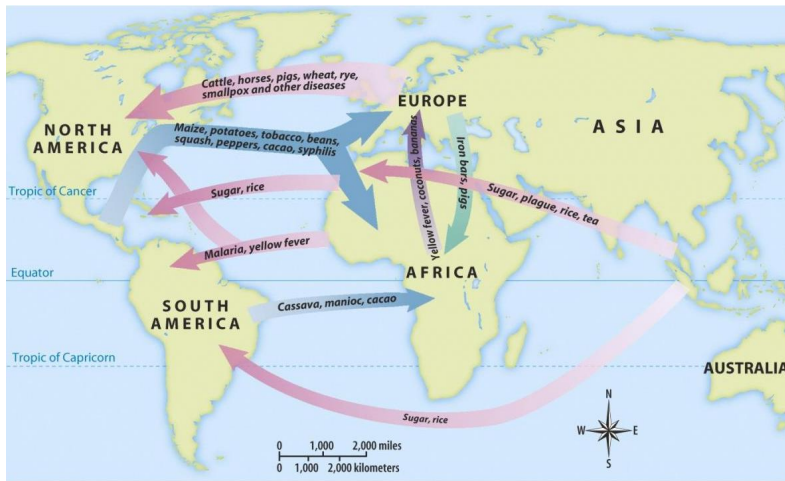 Cattle, horses, pigs, wheat, rye,
smallpox and other diseases
EUROPE
NORTH
AMERICA
ASIA
Maize, potatoes, tobacco, beans,
squash, peppers, cacao, syphilis
Yellow fever, coconuts, bananas
Iron bars, pigs
Tropic of Cancer
Sugar, rice
Sugar, plague, rice, tea
Malaria, yellow fever
Equator
AFRICA
SOUTH
AMERICA
Cassava, manioc, cacao
Tropic of Capricorn
AUSTRALIA
Sugar, rice
N
W
E
S
0 1,000 2,000 miles
0 1,000 2,000 kilometers